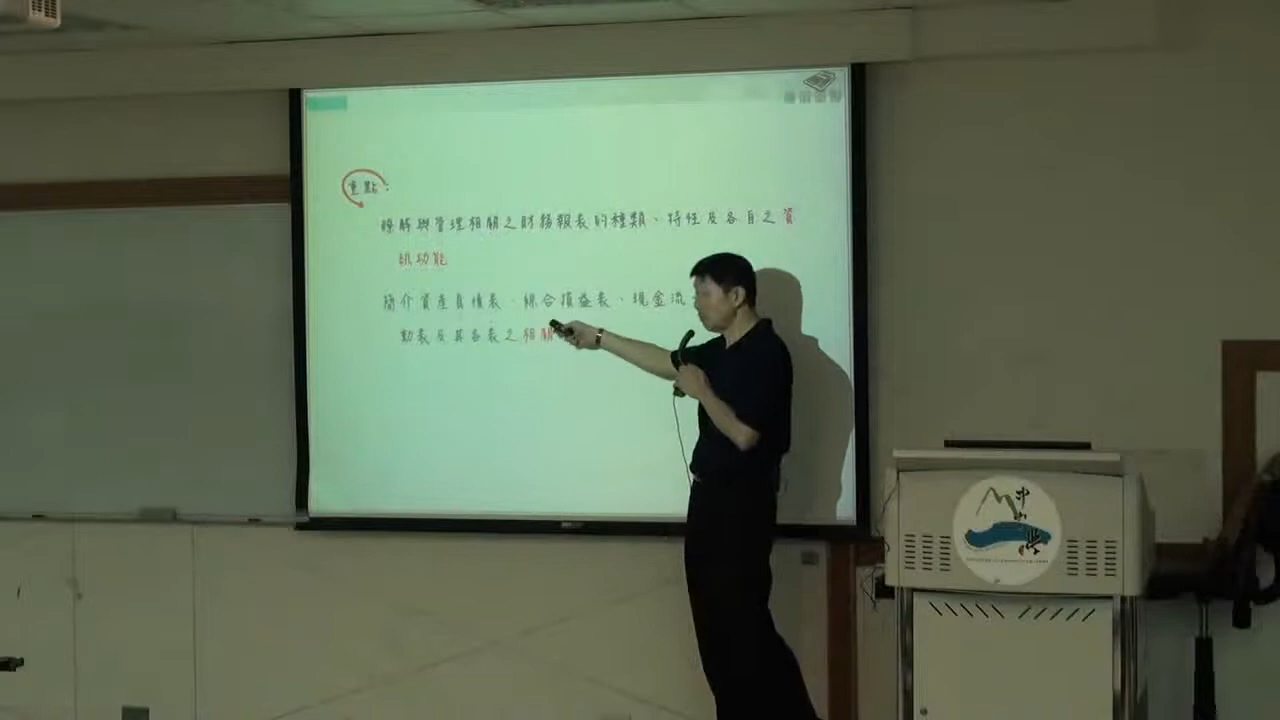 重點：
瞭解與管理相關之財務報表的種類、特性及各自之資
訊功能
簡介資產負債表、綜合損益表、現金流
動表及其各表之相關
中山